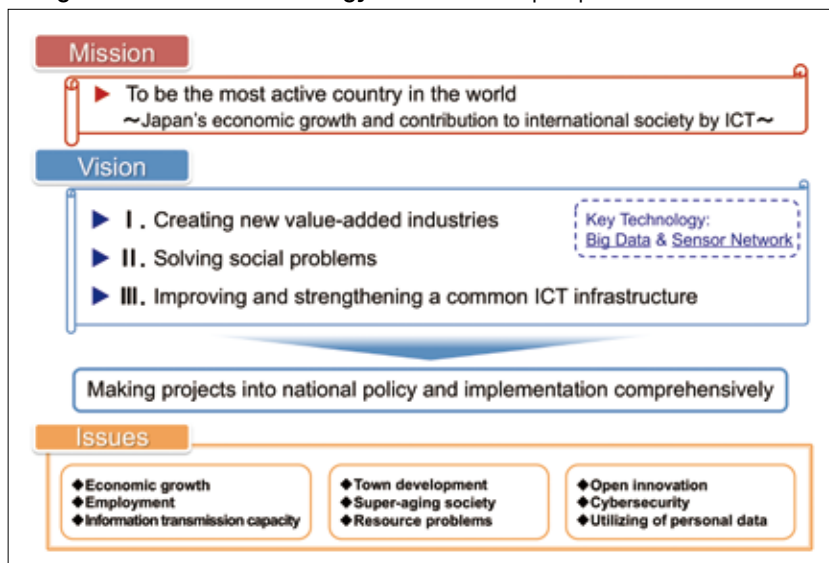 Mission
▶ To be the most active country in the world
〜Japan's economic growth and contribution to international society by ICT〜
Vision
▶ I. Creating new value-added industries
▶ II. Solving social problems
▶ III. Improving and strengthening a common ICT infrastructure
Key Technology:
Big Data & Sensor Network
Making projects into national policy and implementation comprehensively
Issues
◆Economic growth
◆Employment
◆Information transmission capacity
◆Town development
◆Super-aging society
◆Resource problems
◆Open innovation
◆Cybersecurity
◆Utilizing of personal data